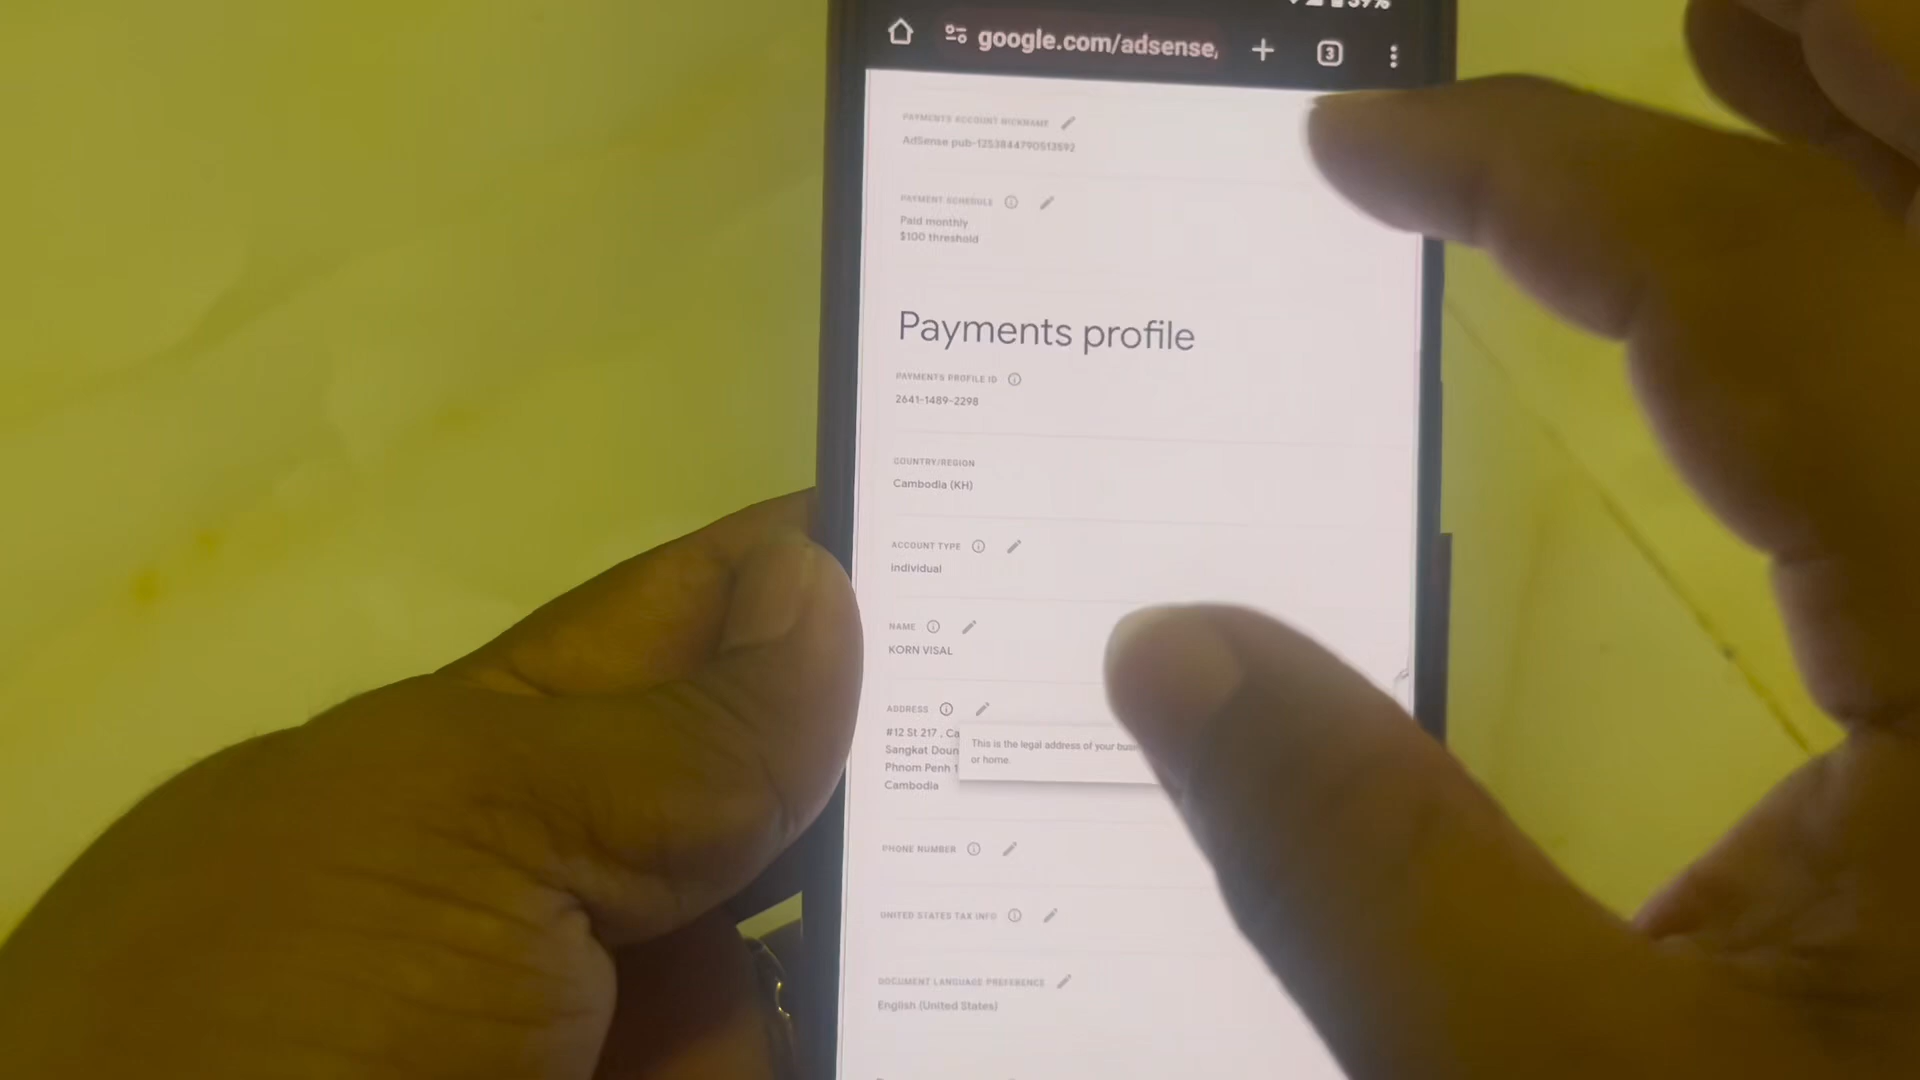 39%
google.com/adsense,
3
PAYMENTS ACCOUNT NICKNAME
AdSense pub-1253844790513592
PAYMENT SCHEDULE
Paid monthly
$100 threshold
Payments profile
PAYMENTS PROFILE ID
2641-1489-2298
COUNTRY/REGION
Cambodia (KH)
ACCOUNT TYPE
Individual
NAME
KORN VISAL
ADDRESS
#12 St 217 , Ca
Sangkat Doun
Phnom Penh 1
Cambodia
This is the legal address of your busi
or home.
PHONE NUMBER
UNITED STATES TAX INFO
DOCUMENT LANGUAGE PREFERENCE
English (United States)